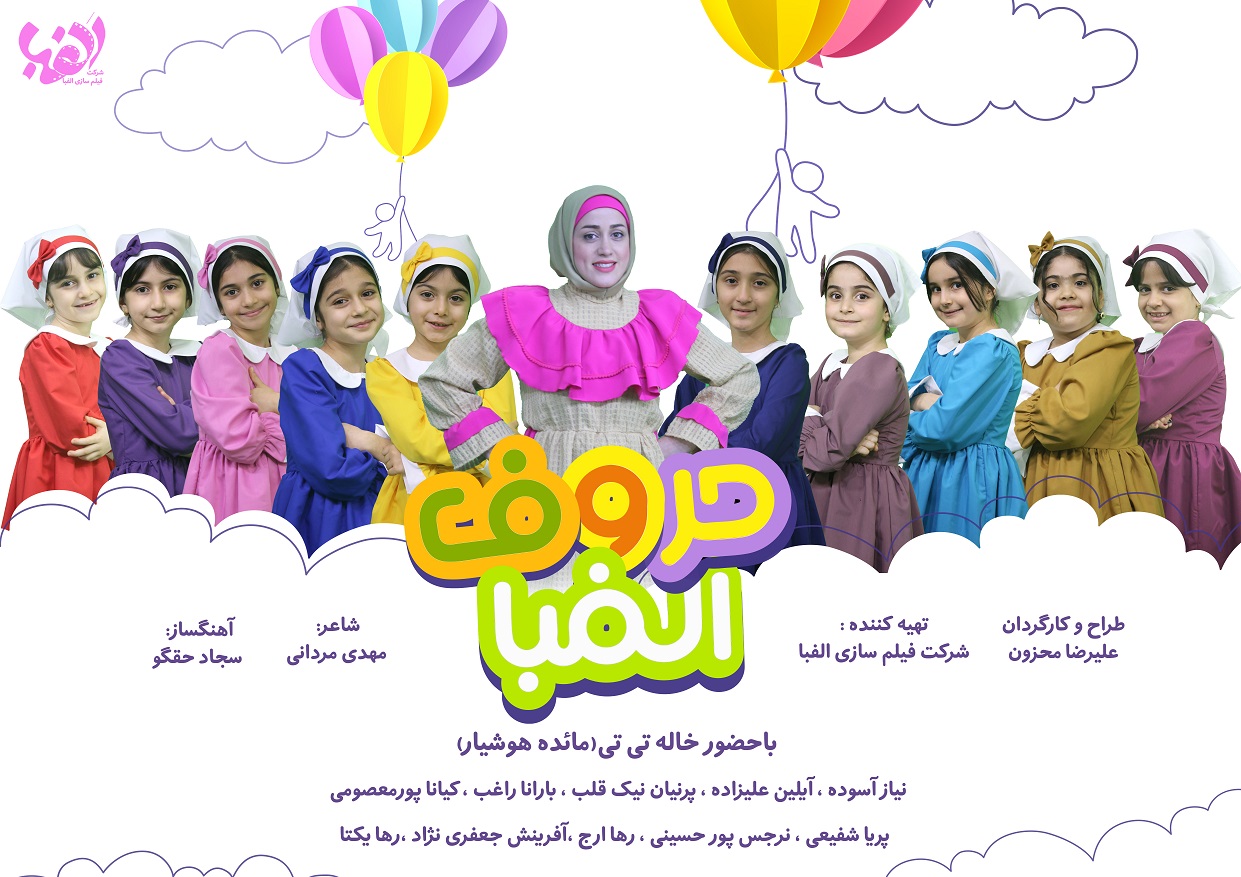 الفبا
شرکت
فیلم سازی الفبا
حروف
الفبا
طراح و کارگردان
علیرضا محزون
تهیه کننده :
شرکت فیلم سازی الفبا
شاعر:
مهدی مردانی
آهنگساز:
سجاد حقگو
باحضور خاله تی تی(مائده هوشیار)
نیاز آسوده ، آیلین علیزاده ، پرنیان نیک قلب ، بارانا راغب ، کیانا پورمعصومی
پریا شفیعی ، نرجس پور حسینی ، رها ارج ،آفرینش جعفری نژاد ،رها یکتا